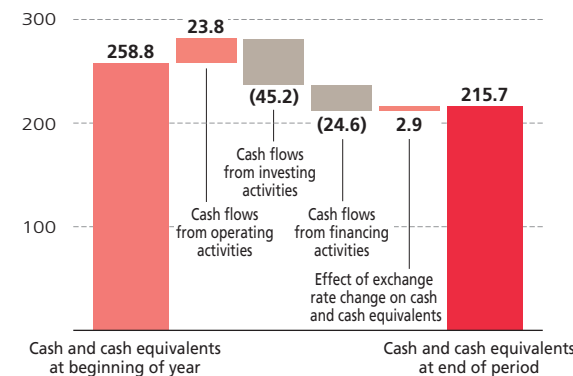 300
23.8
258.8
(45.2)
215.7
200
(24.6)
2.9
Cash flows
from investing
activities
Cash flows
from operating
activities
Cash flows
from financing
activities
100
Effect of exchange
rate change on cash
and cash equivalents
Cash and cash equivalents
at beginning of year
Cash and cash equivalents
at end of period